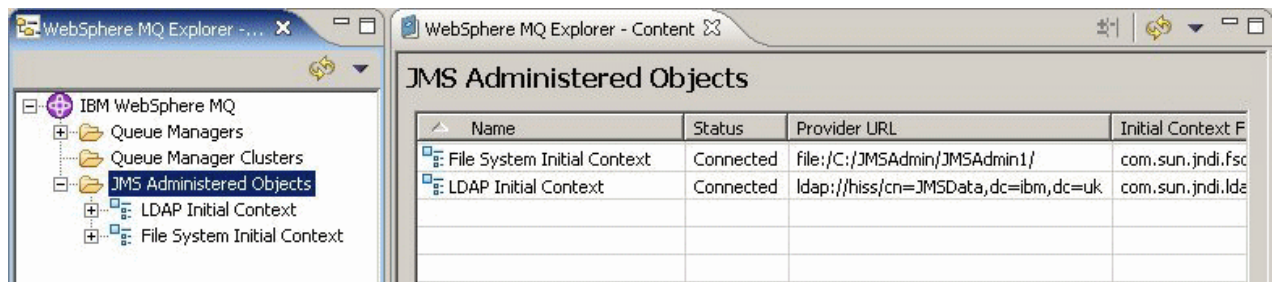 WebSphere MQ Explorer -...
IBM WebSphere MQ
Queue Managers
Queue Manager Clusters
JMS Administered Objects
LDAP Initial Context
File System Initial Context
WebSphere MQ Explorer - Content
JMS Administered Objects
Name Status Provider URL Initial Context F
File System Initial Context Connected file:/C:/JMSAdmin/JMSAdmin1/ com.sun.jndi.fsc
LDAP Initial Context Connected ldap://hiss/cn=JMSData,dc=ibm,dc=uk com.sun.jndi.lda